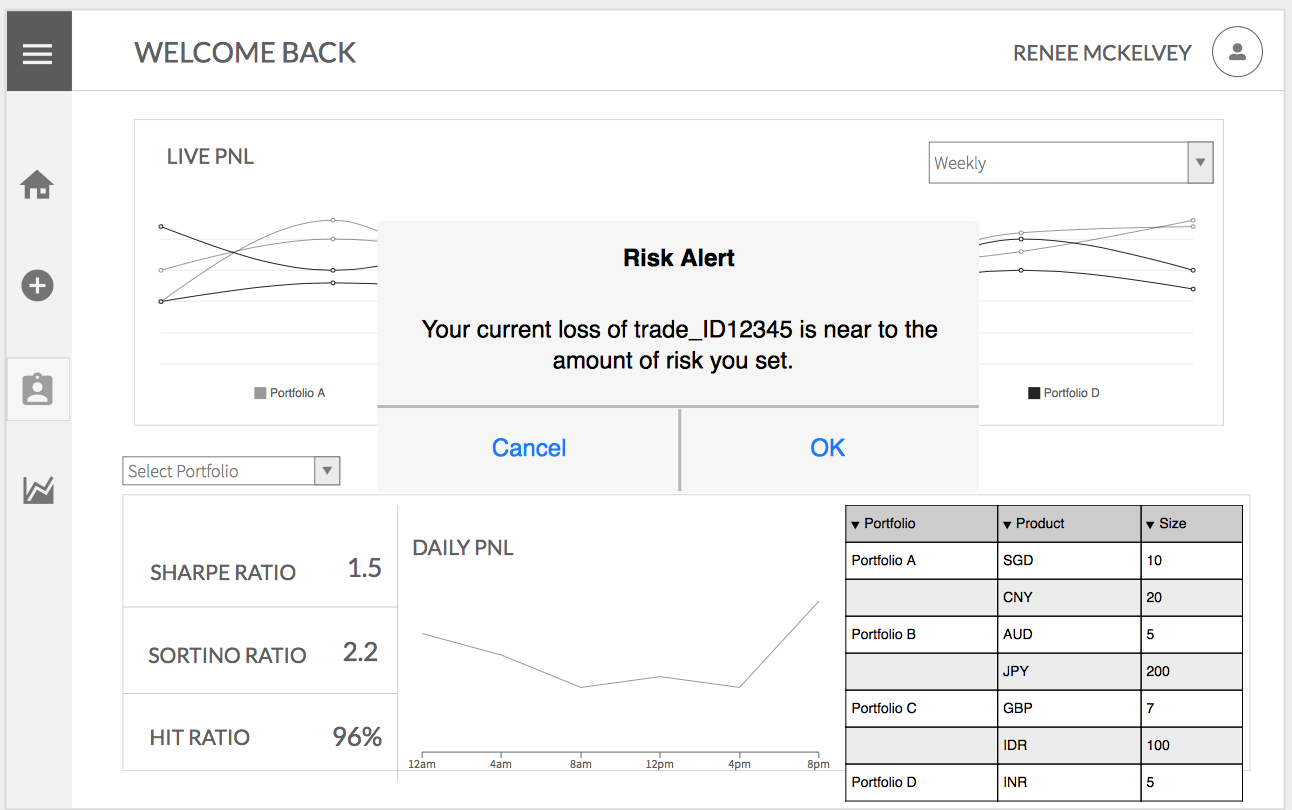 WELCOME BACK
RENEE MCKELVEY
LIVE PNL
Weekly
Risk Alert
Your current loss of trade_ID12345 is near to the
amount of risk you set.
Portfolio A
Portfolio D
Cancel
OK
Select Portfolio
SHARPE RATIO 1.5
SORTINO RATIO 2.2
HIT RATIO 96%
DAILY PNL
12am 4am 8am 12pm 4pm 8pm
Portfolio Product Size
Portfolio A SGD 10
CNY 20
Portfolio B AUD 5
JPY 200
Portfolio C GBP 7
IDR 100
Portfolio D INR 5